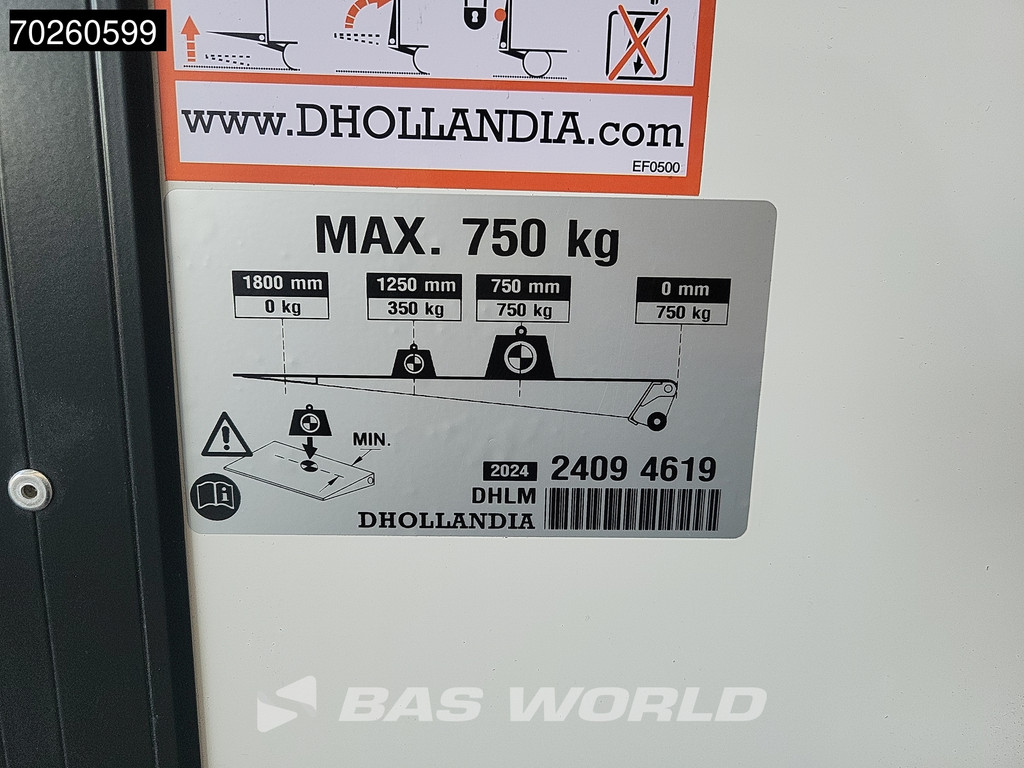 70260599
www.DHOLLANDIA.com
EF0500
MAX. 750 kg
1800 mm 1250 mm 750 mm 0 mm
0 kg 350 kg 750 kg 750 kg
MIN.
2024 2409 4619
DHLM
DHOLLANDIA
BAS WORLD